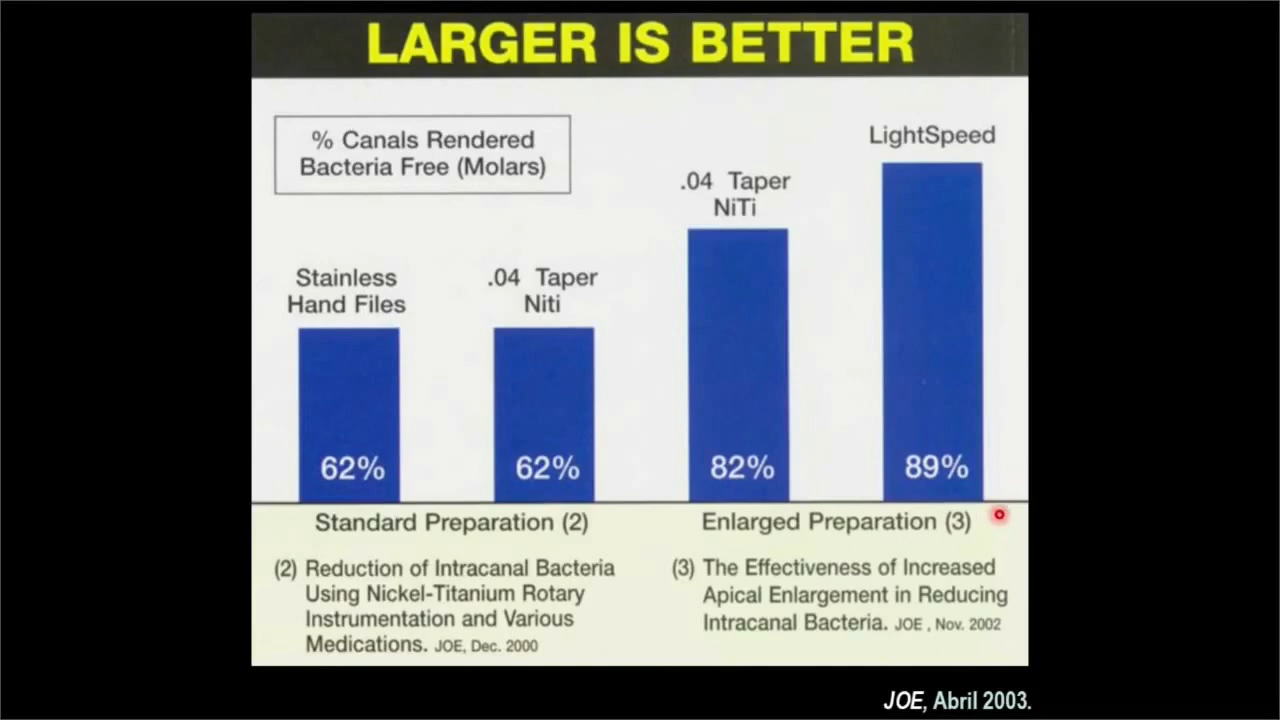 LARGER IS BETTER
% Canals Rendered
Bacteria Free (Molars)
Stainless
Hand Files
.04 Taper
Niti
.04 Taper
NiTi
LightSpeed
62%
62%
82%
89%
Standard Preparation (2)
Enlarged Preparation (3)
(2) Reduction of Intracanal Bacteria
Using Nickel-Titanium Rotary
Instrumentation and Various
Medications. JOE, Dec. 2000
(3) The Effectiveness of Increased
Apical Enlargement in Reducing
Intracanal Bacteria. JOE , Nov. 2002
JOE, Abril 2003.